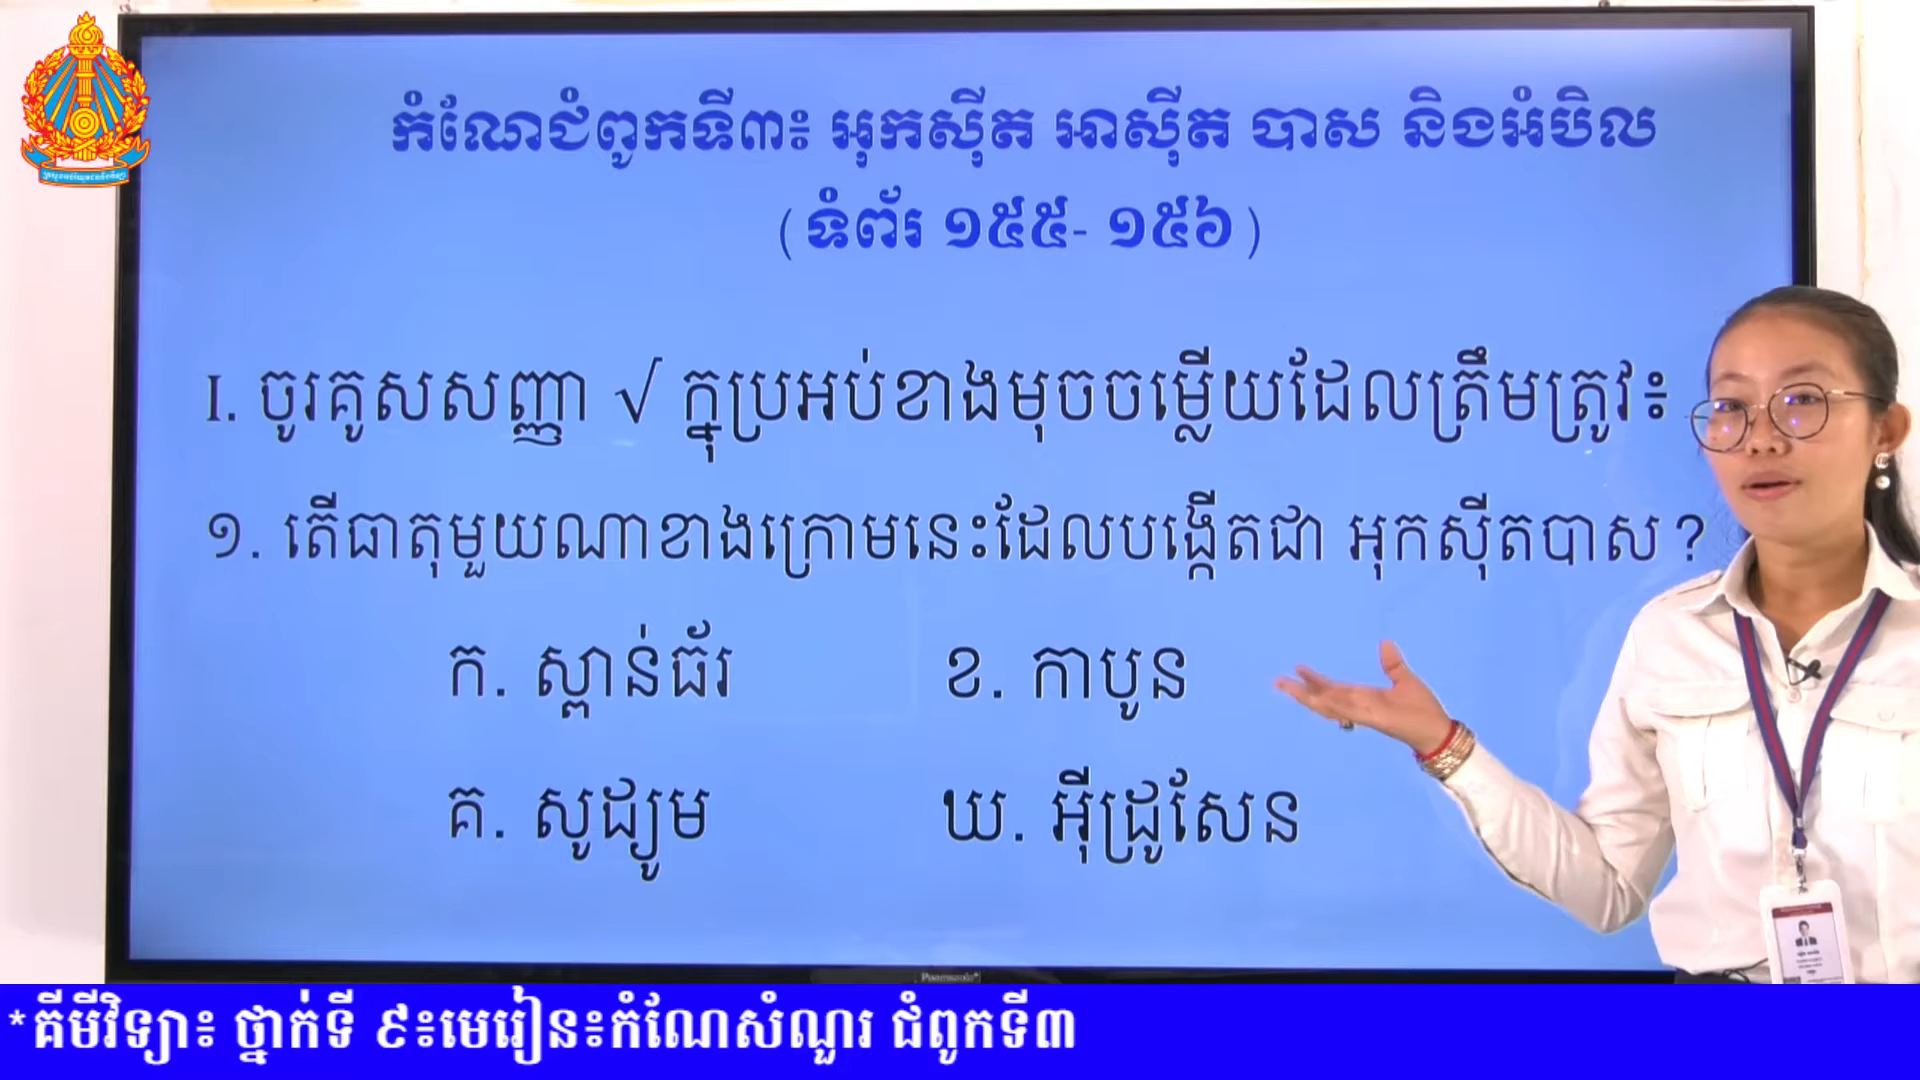 កំណែជំពូកទី៣៖ អុកស៊ីត អាស៊ីត បាស និងអំបិល
( ទំព័រ ១៥៥- ១៥៦ )
I. ចូរគូសសញ្ញា √ ក្នុប្រអប់ខាងមុចចម្លើយដែលត្រឹមត្រូវ៖
១. តើធាតុមួយណាខាងក្រោមនេះដែលបង្កើតជា អុកស៊ីតបាស ?
ក. ស្ពាន់ធ័រ ខ. កាបូន
គ. សូដ្យូម ឃ. អ៊ីដ្រូសែន
*គីមីវិទ្យា៖ ថ្នាក់ទី ៩៖មេរៀន៖កំណែសំណួរ ជំពូកទី៣